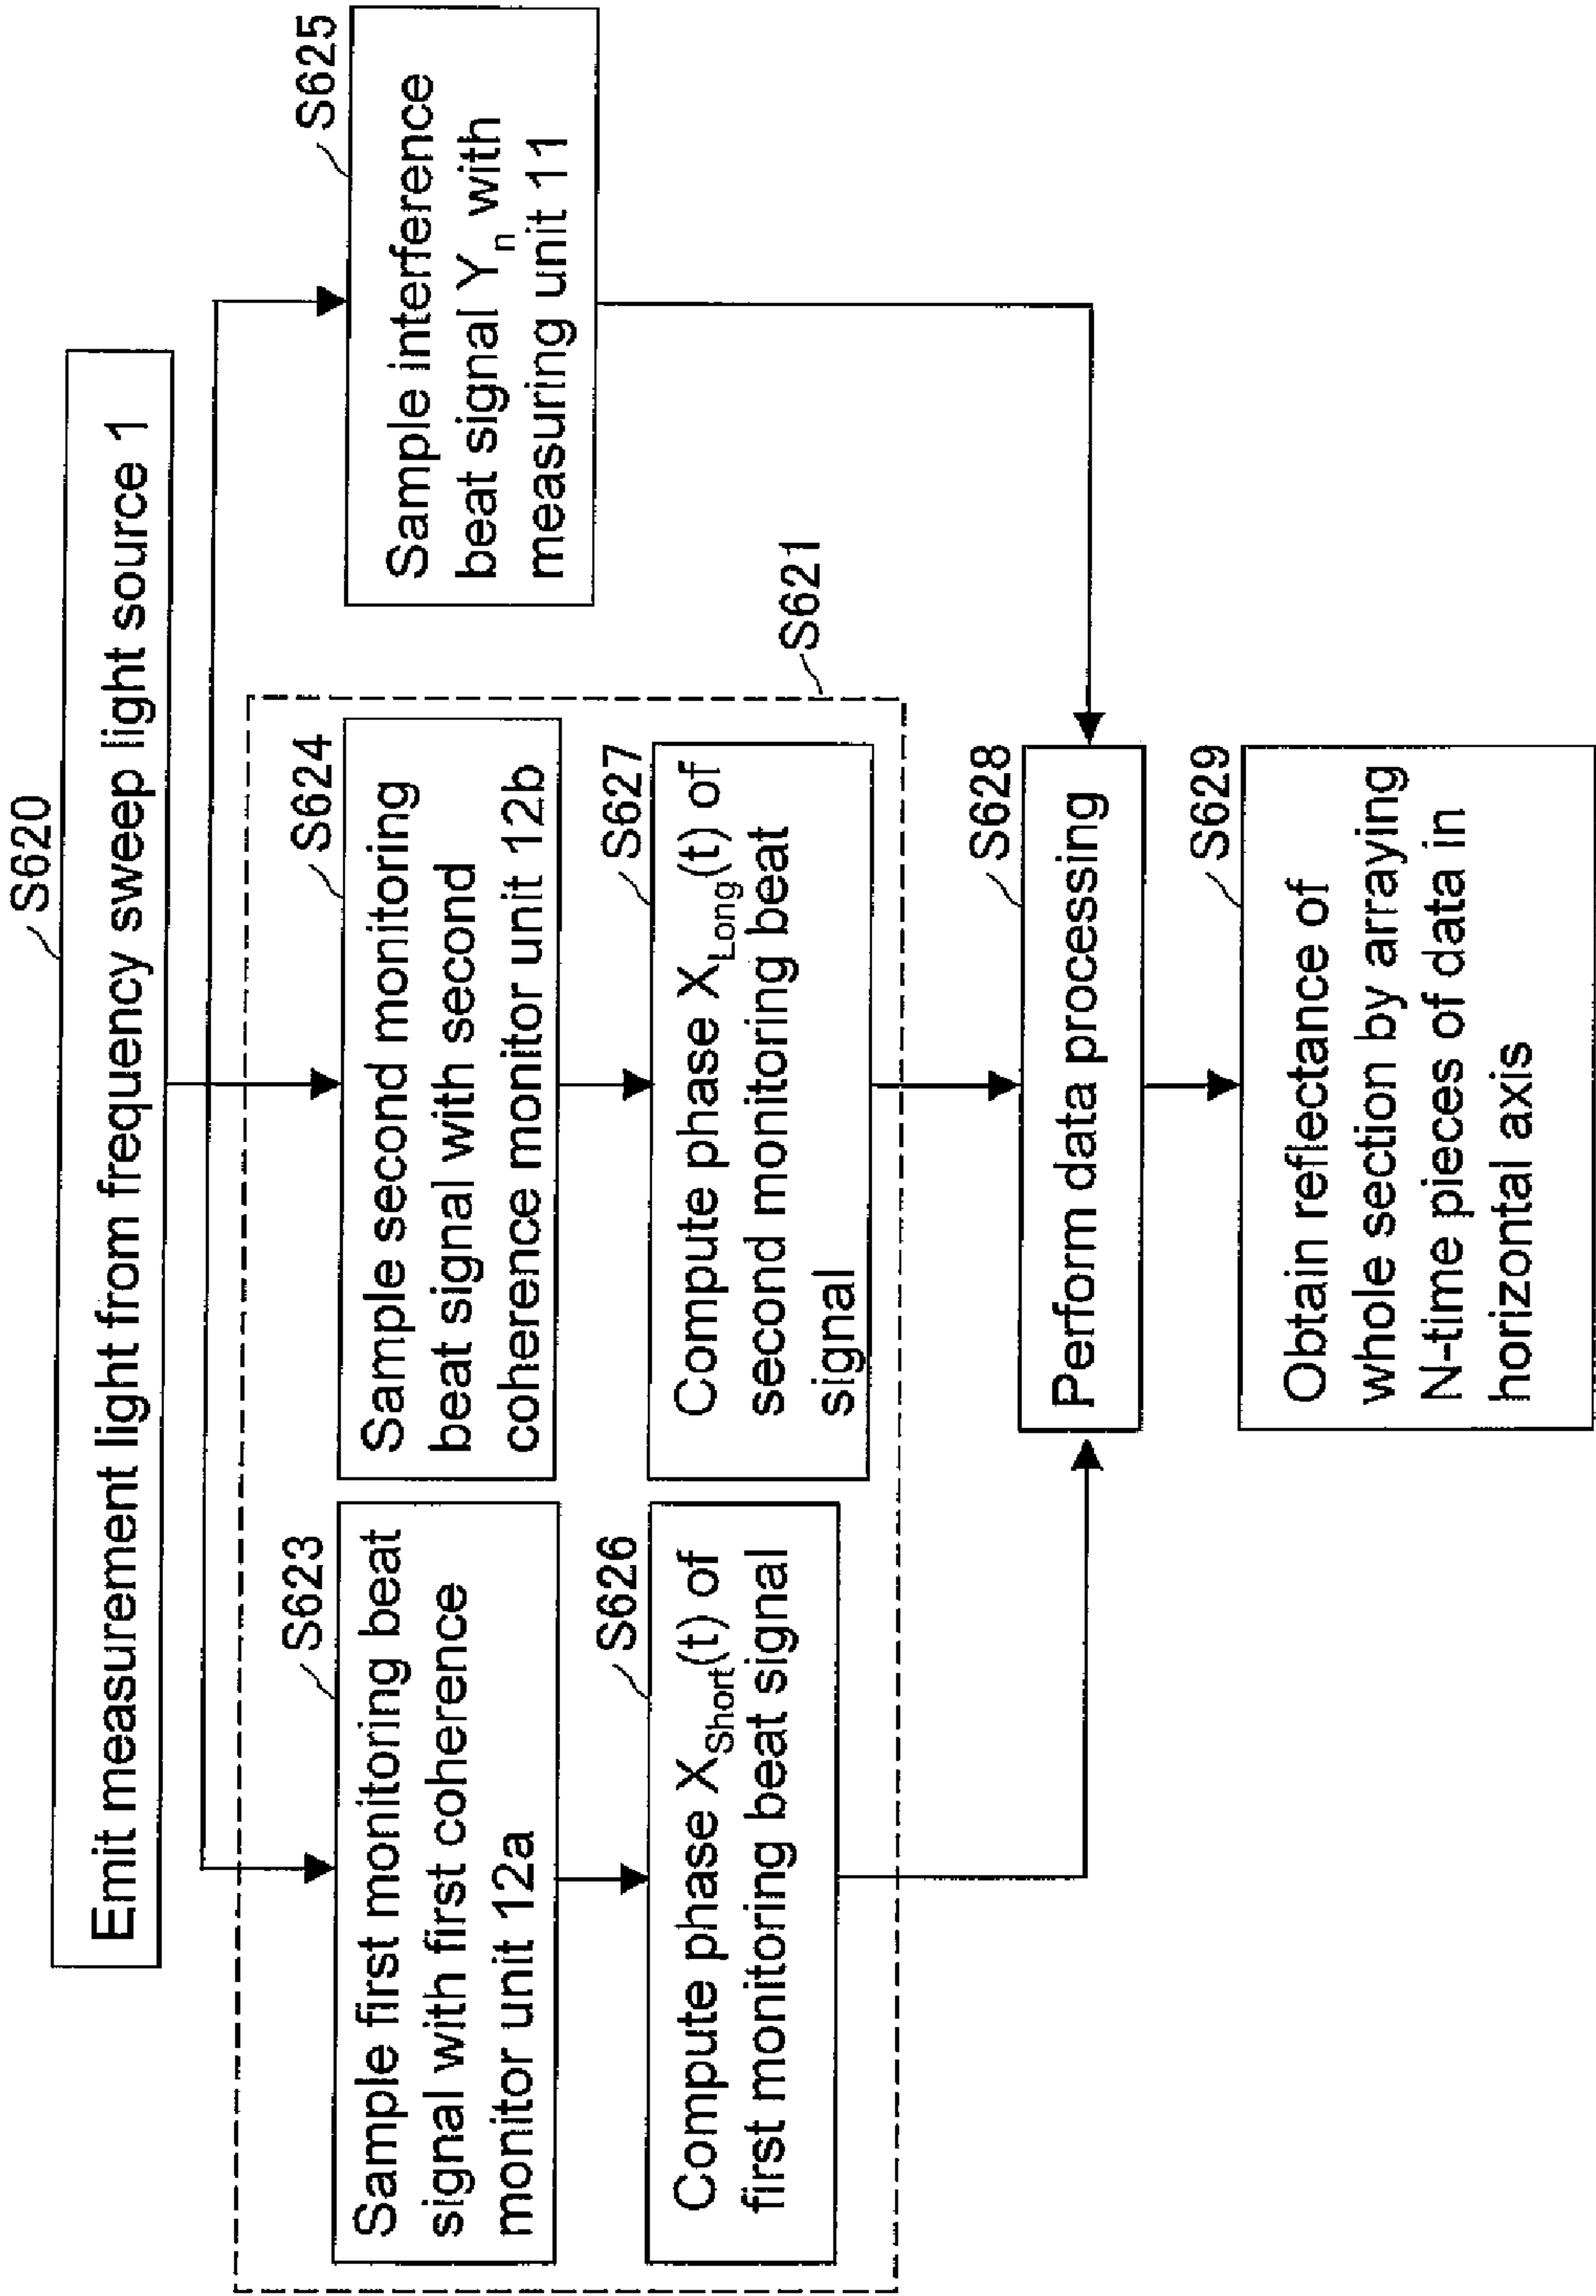 S620
Emit measurement light from frequency sweep light source 1
S623
Sample first monitoring beat
signal with first coherence
monitor unit 12a
S624
Sample second monitoring
beat signal with second
coherence monitor unit 12b
S625
Sample interference
beat signal Yn with
measuring unit 11
S621
S626
Compute phase XShort(t) of
first monitoring beat signal
S627
Compute phase XLong(t) of
second monitoring beat
signal
S628
Perform data processing
S629
Obtain reflectance of
whole section by arraying
N-time pieces of data in
horizontal axis